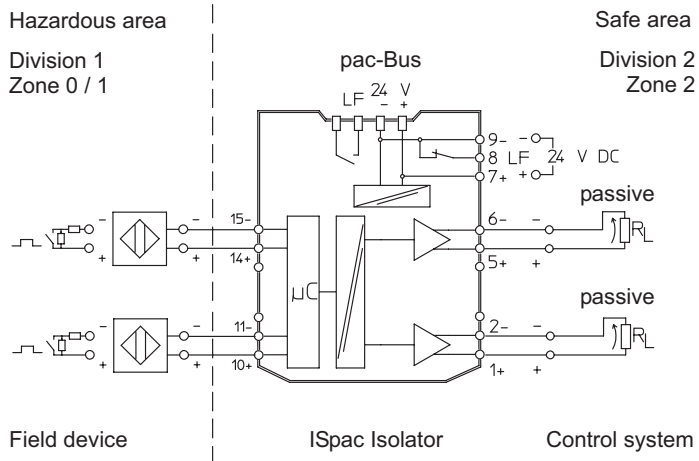 Hazardous area
Safe area
Division 1
Zone 0 / 1
pac-Bus
Division 2
Zone 2
LF 24 V
- +
9- - 
8 LF 24 V DC
7+ +
passive
- - 15- 6- - R_L
+ + 14+ 5+ +
µC
passive
- - 11- 2- - R_L
+ + 10+ 1+ +
Field device
ISpac Isolator
Control system